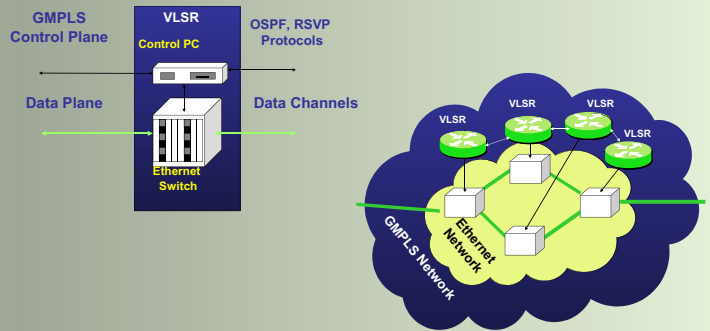 GMPLS
Control Plane
VLSR
Control PC
OSPF, RSVP
Protocols
Data Plane
Data Channels
Ethernet
Switch
VLSR
VLSR
VLSR
VLSR
Ethernet
Network
GMPLS Network